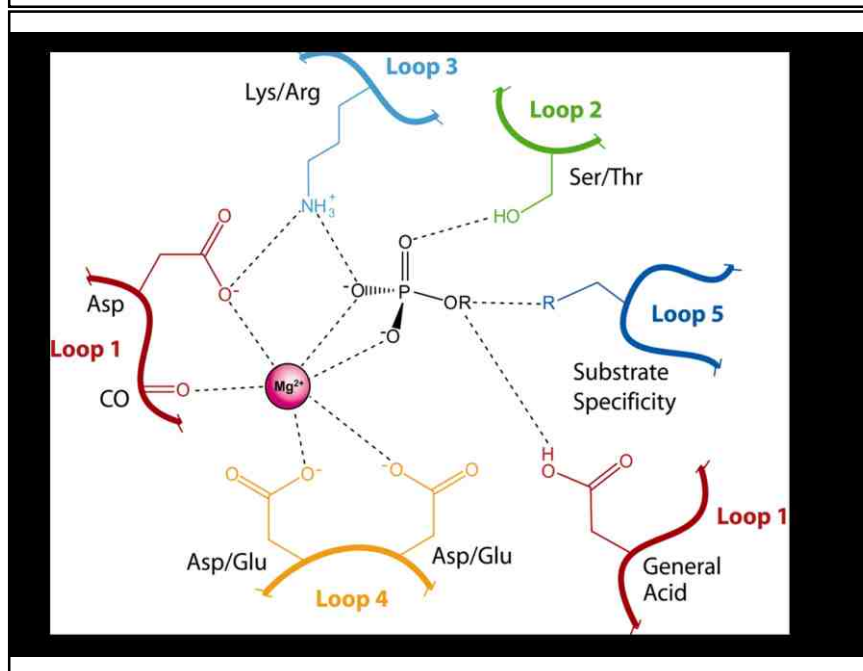 Loop 3
Lys/Arg
Loop 2
Ser/Thr
NH3+
HO
O
O
-O
P
OR
R
Loop 5
Asp
O-
-O
Loop 1
Mg2+
CO
O
Substrate
Specificity
O
O-
-O
O
H
HO
O
Loop 1
Asp/Glu
Asp/Glu
General
Acid
Loop 4